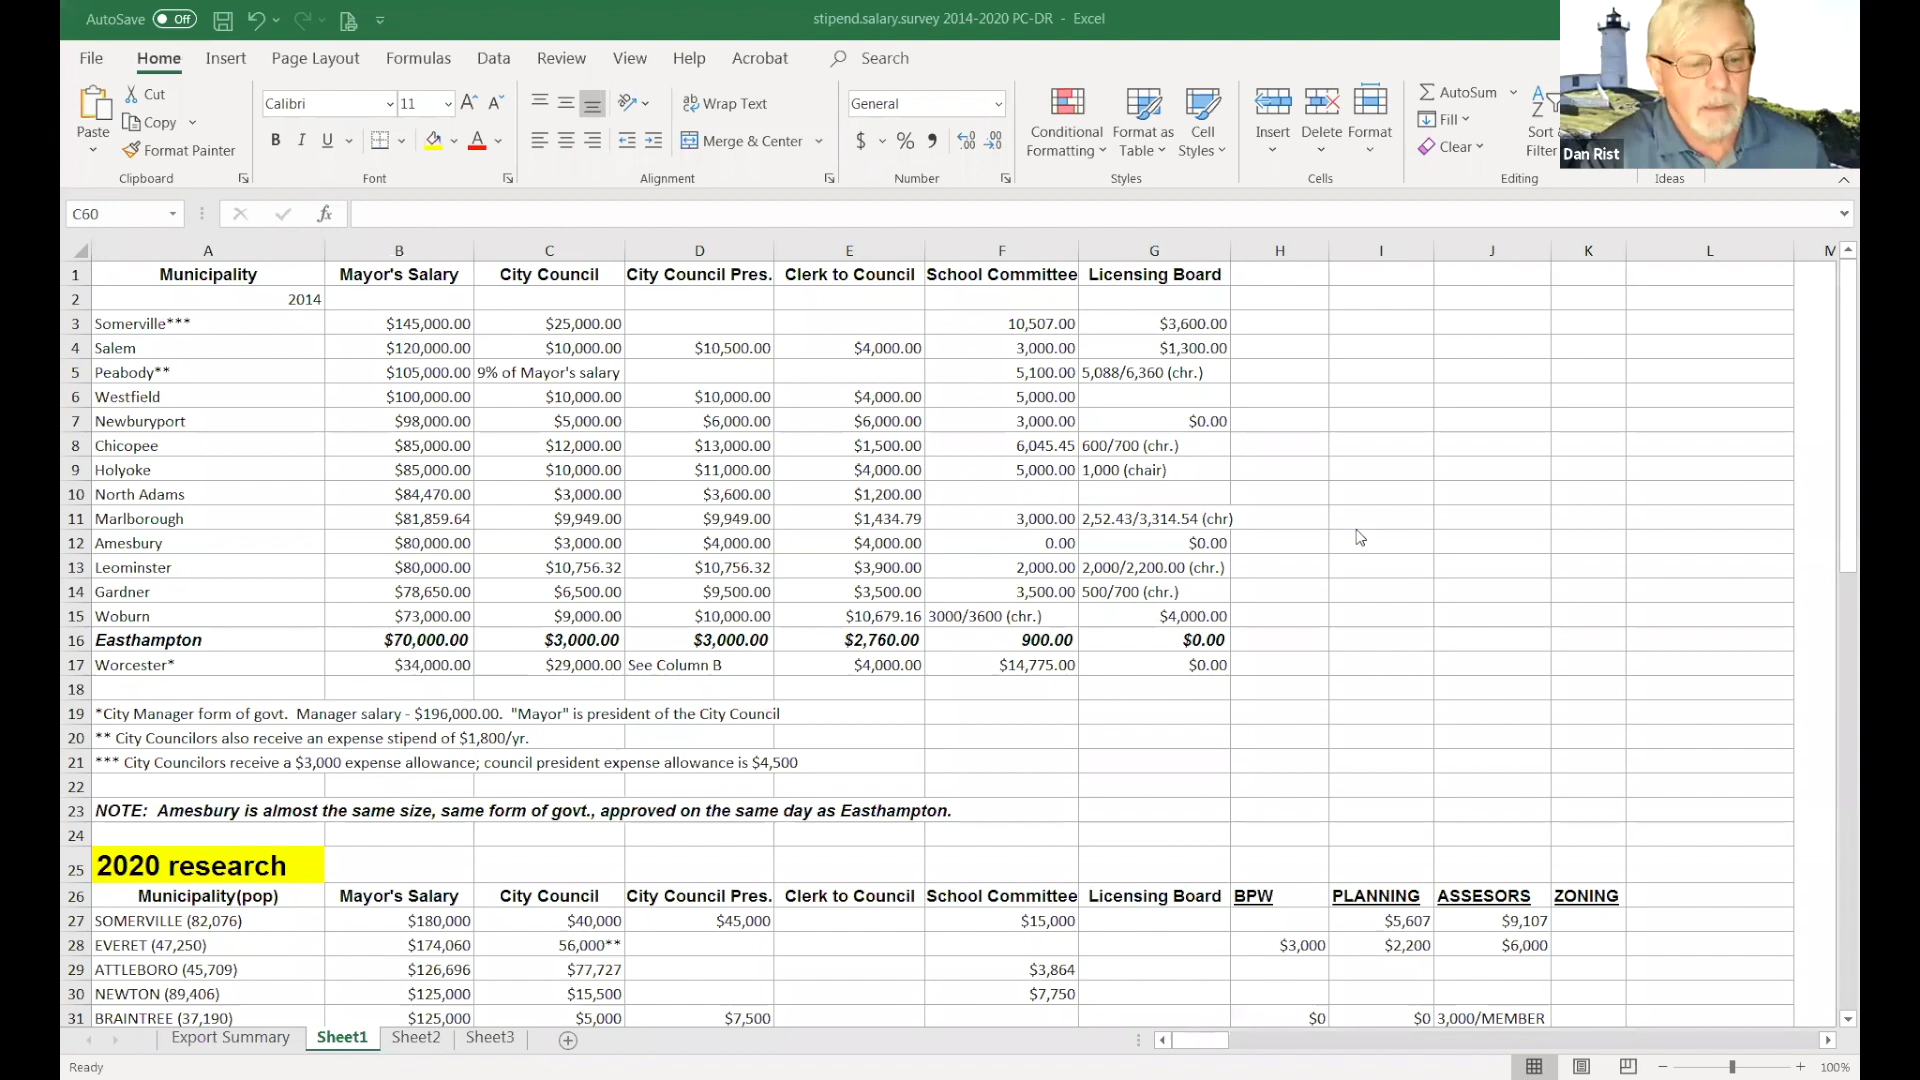 AutoSave Off stipend.salary.survey 2014-2020 PC-DR - Excel
File Home Insert Page Layout Formulas Data Review View Help Acrobat Search
Paste Cut Copy Format Painter Clipboard
Calibri 11 B I U A Font
Wrap Text Merge & Center Alignment
General $ % Number
Conditional Formatting Format as Table Cell Styles Styles
Insert Delete Format Cells
AutoSum Fill Clear Sort Filter Editing
Ideas
Dan Rist
C60 fx
A B C D E F G H I J K L M
1 Municipality Mayor's Salary City Council City Council Pres. Clerk to Council School Committee Licensing Board
2 2014
3 Somerville*** $145,000.00 $25,000.00 10,507.00 $3,600.00
4 Salem $120,000.00 $10,000.00 $10,500.00 $4,000.00 3,000.00 $1,300.00
5 Peabody** $105,000.00 9% of Mayor's salary 5,100.00 5,088/6,360 (chr.)
6 Westfield $100,000.00 $10,000.00 $10,000.00 $4,000.00 5,000.00
7 Newburyport $98,000.00 $5,000.00 $6,000.00 $6,000.00 3,000.00 $0.00
8 Chicopee $85,000.00 $12,000.00 $13,000.00 $1,500.00 6,045.45 600/700 (chr.)
9 Holyoke $85,000.00 $10,000.00 $11,000.00 $4,000.00 5,000.00 1,000 (chair)
10 North Adams $84,470.00 $3,000.00 $3,600.00 $1,200.00
11 Marlborough $81,859.64 $9,949.00 $9,949.00 $1,434.79 3,000.00 2,52.43/3,314.54 (chr)
12 Amesbury $80,000.00 $3,000.00 $4,000.00 $4,000.00 0.00 $0.00
13 Leominster $80,000.00 $10,756.32 $10,756.32 $3,900.00 2,000.00 2,000/2,200.00 (chr.)
14 Gardner $78,650.00 $6,500.00 $9,500.00 $3,500.00 3,500.00 500/700 (chr.)
15 Woburn $73,000.00 $9,000.00 $10,000.00 $10,679.16 3000/3600 (chr.) $4,000.00
16 Easthampton $70,000.00 $3,000.00 $3,000.00 $2,760.00 900.00 $0.00
17 Worcester* $34,000.00 $29,000.00 See Column B $4,000.00 $14,775.00 $0.00
18
19 *City Manager form of govt. Manager salary - $196,000.00. "Mayor" is president of the City Council
20 ** City Councilors also receive an expense stipend of $1,800/yr.
21 *** City Councilors receive a $3,000 expense allowance; council president expense allowance is $4,500
22
23 NOTE: Amesbury is almost the same size, same form of govt., approved on the same day as Easthampton.
24
25 2020 research
26 Municipality(pop) Mayor's Salary City Council City Council Pres. Clerk to Council School Committee Licensing Board BPW PLANNING ASSESORS ZONING
27 SOMERVILLE (82,076) $180,000 $40,000 $45,000 $15,000 $5,607 $9,107
28 EVERET (47,250) $174,060 56,000** $3,000 $2,200 $6,000
29 ATTLEBORO (45,709) $126,696 $77,727 $3,864
30 NEWTON (89,406) $125,000 $15,500 $7,750
31 BRAINTREE (37,190) $125,000 $5,000 $7,500 $0 $0 3,000/MEMBER
Export Summary Sheet1 Sheet2 Sheet3
Ready 100%